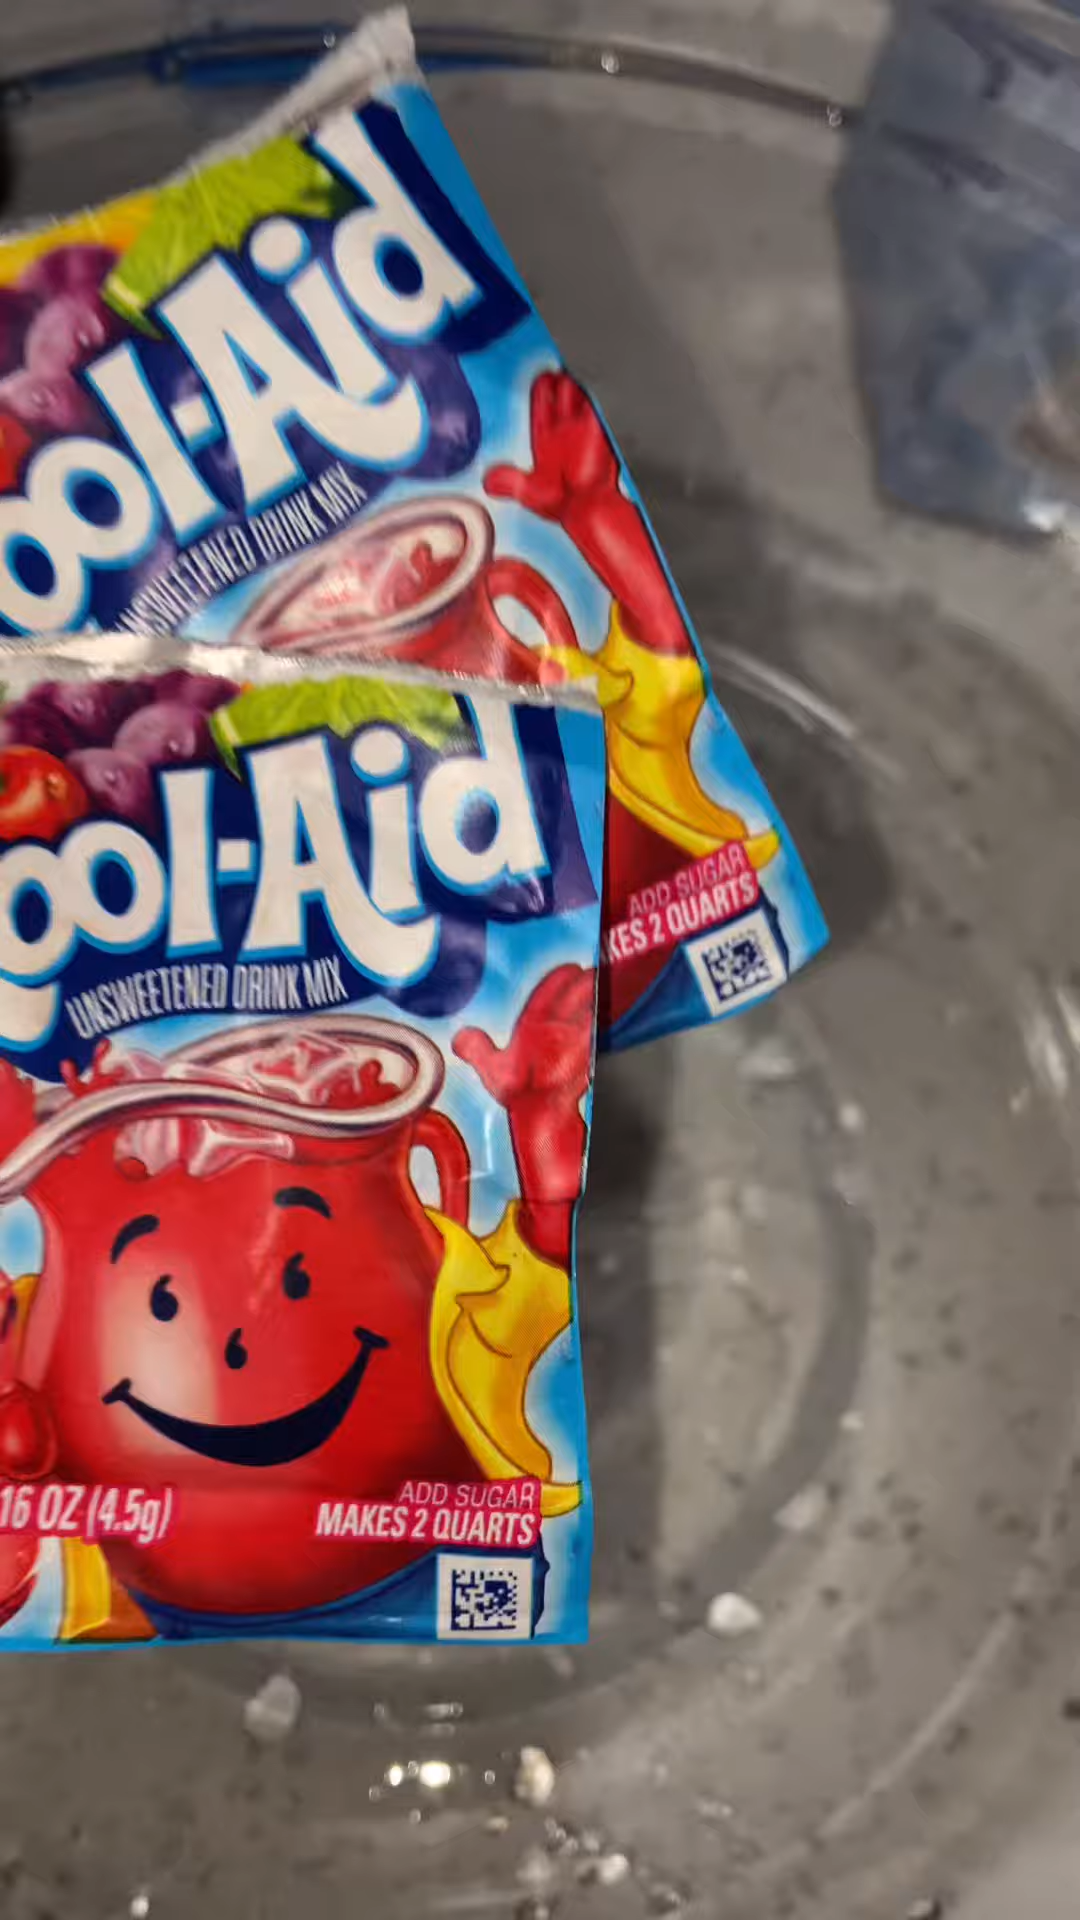 ool-Aid
UNSWEETENED DRINK MIX
ADD SUGAR
KES 2 QUARTS
ool-Aid
UNSWEETENED DRINK MIX
16 OZ (4.5g)
ADD SUGAR
MAKES 2 QUARTS